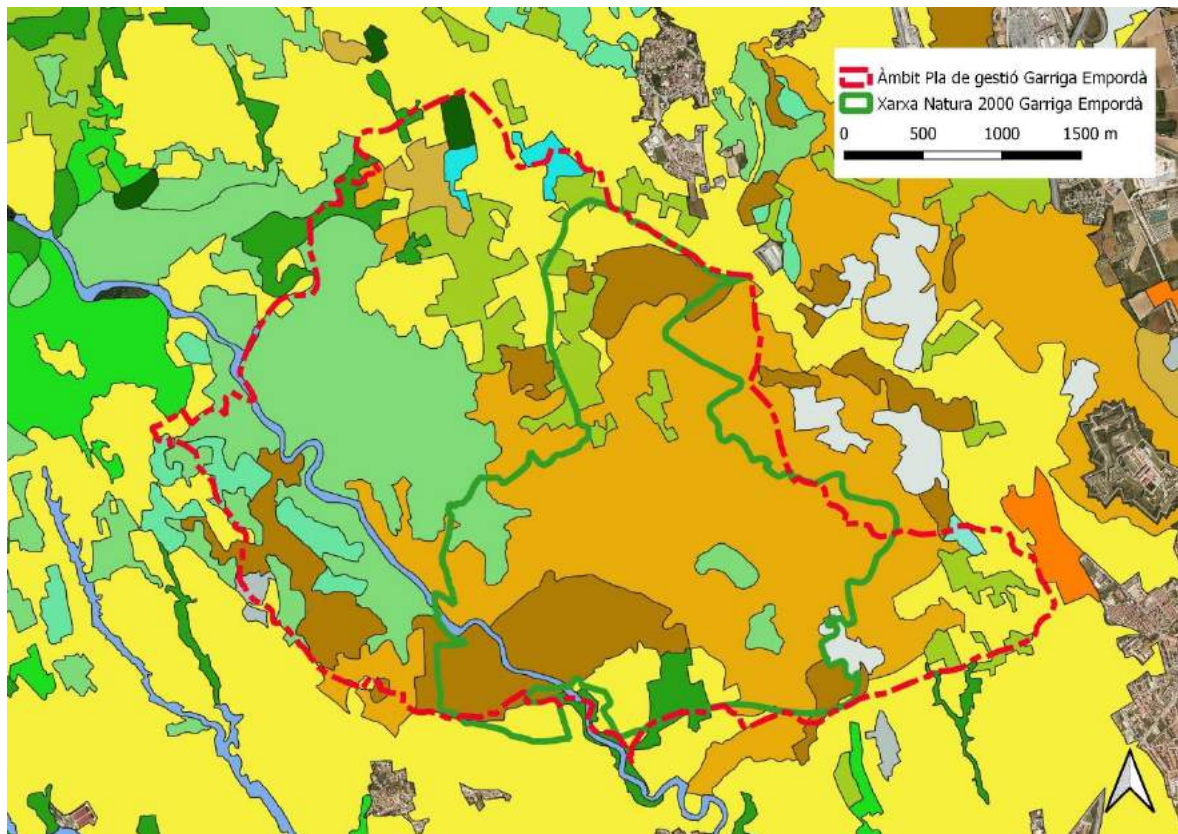 Àmbit Pla de gestió Garriga Empordà
Xarxa Natura 2000 Garriga Empordà
0 500 1000 1500 m